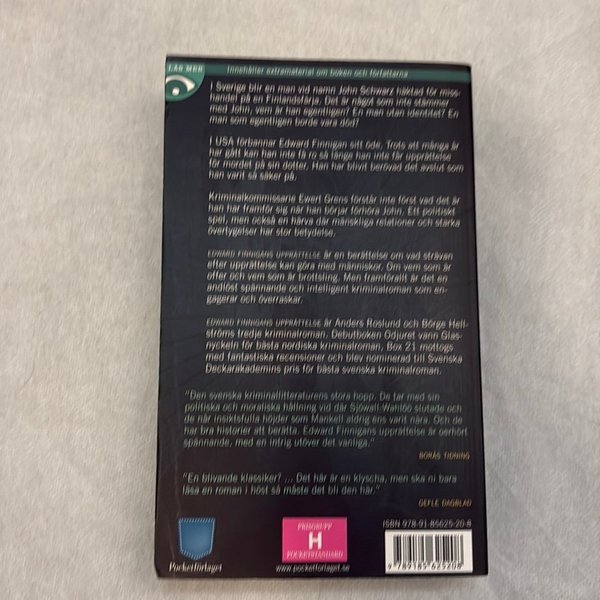 LÄS MER
Innehåller extramaterial om boken och författarna
I Sverige blir en man vid namn John Schwarz häktad för miss-
handel på en Finlandsfärja. Det är något som inte stämmer
med John, vem är han egentligen? En man utan identitet? En
man som egentligen borde vara död?
I USA förbannar Edward Finnigan sitt öde. Trots att många år
har gått kan han inte få ro så länge han inte får upprättelse
för mordet på sin dotter. Han har blivit berövad det avslut som
han varit så säker på.
Kriminalkommissarie Ewert Grens förstår inte först vad det är
han har framför sig när han börjar förhöra John. Ett politiskt
spel, men också en härva där mänskliga relationer och starka
övertygelser har stor betydelse.
EDWARD FINNIGANS UPPRÄTTELSE är en berättelse om vad strävan
efter upprättelse kan göra med människor. Om vem som är
offer och vem som är brottsling. Men framförallt är det en
endlöst spännande och intelligent kriminalroman som en-
gagerar och överraskar.
EDWARD FINNIGANS UPPRÄTTELSE är Anders Roslund och Börge Hell-
ströms tredje kriminalroman. Debutboken Odjuret vann Glas-
nyckeln för bästa nordiska kriminalroman, Box 21 mottogs
med fantastiska recensioner och blev nominerad till Svenska
Deckarakademins pris för bästa svenska kriminalroman.
"Den svenska kriminallitteraturens stora hopp. De tar med sin
politiska och moraliska hållning vid där Sjöwall-Wahlöö slutade och
de når insiktsfulla höjder som Mankell aldrig ens varit nära. Och de
har bra historier att berätta. Edward Finnigans upprättelse är oerhört
spännande, med en intrig utöver det vanliga."
BORÅS TIDNING
"En blivande klassiker? ... Det här är en klyscha, men ska ni bara
läsa en roman i höst så måste det bli den här."
GEFLE DAGBLAD
ISBN 978-91-85625-20-8
9 789185 625208
Pocketförlaget
PRISGRUPP
H
POCKETSTANDARD
www.pocketforlaget.se